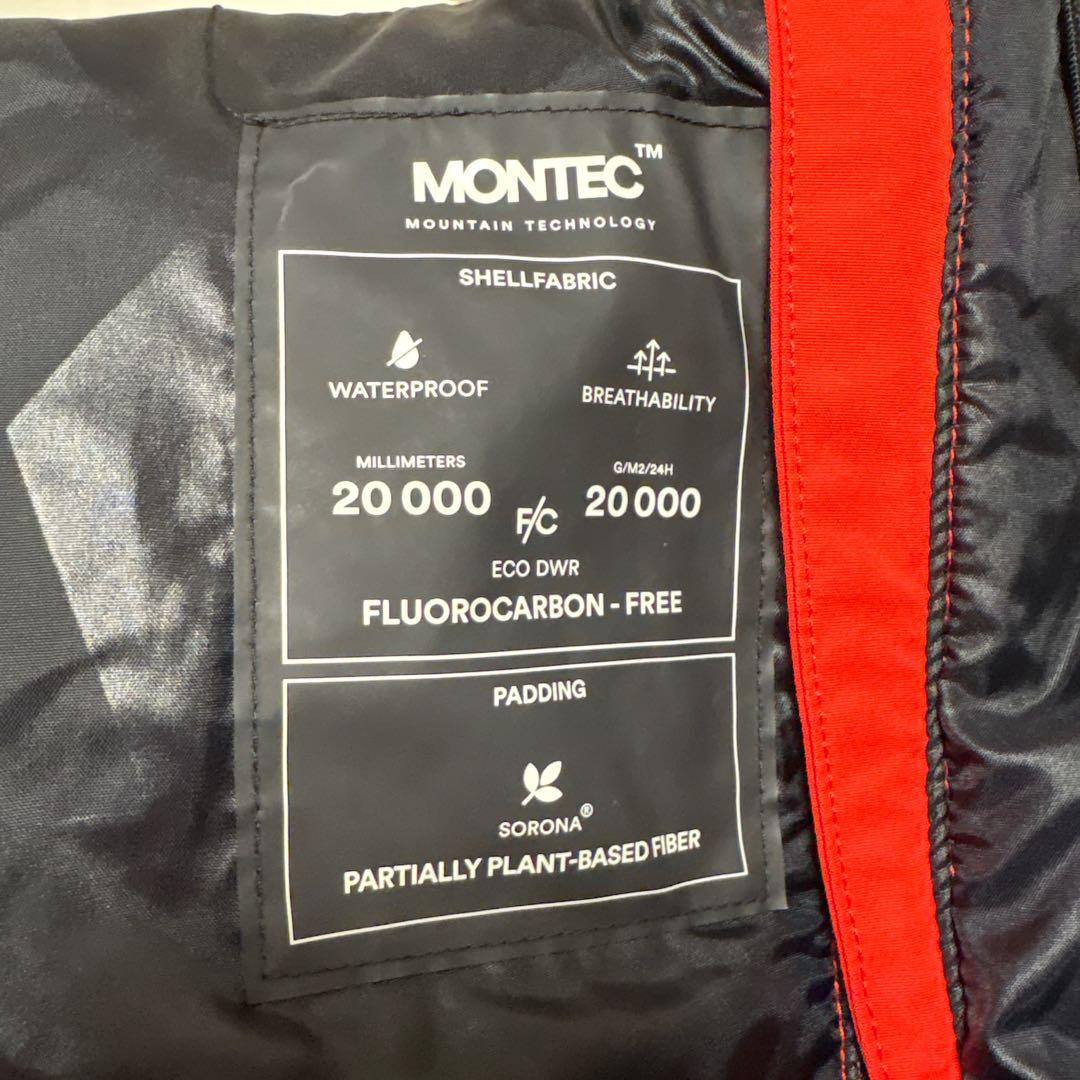 MONTEC™
MOUNTAIN TECHNOLOGY
SHELLFABRIC
WATERPROOF
BREATHABILITY
MILLIMETERS
20 000
G/M2/24H
20 000
F/C
ECO DWR
FLUOROCARBON - FREE
PADDING
SORONA®
PARTIALLY PLANT-BASED FIBER